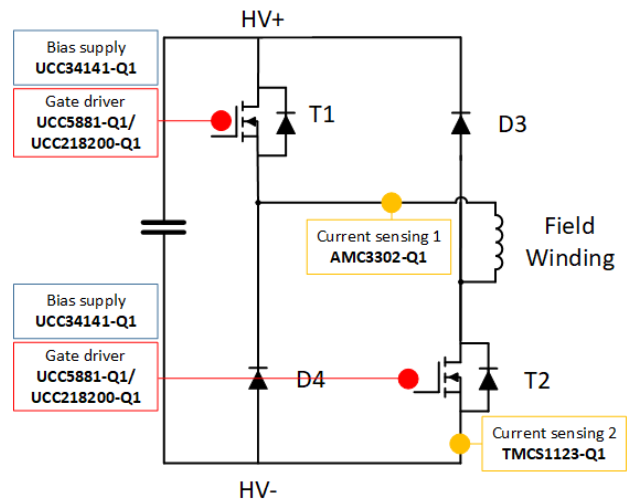 HV+
Bias supply
UCC34141-Q1
Gate driver
UCC5881-Q1/
UCC218200-Q1
T1
D3
Current sensing 1
AMC3302-Q1
Field
Winding
Bias supply
UCC34141-Q1
Gate driver
UCC5881-Q1/
UCC218200-Q1
D4
T2
Current sensing 2
TMCS1123-Q1
HV-